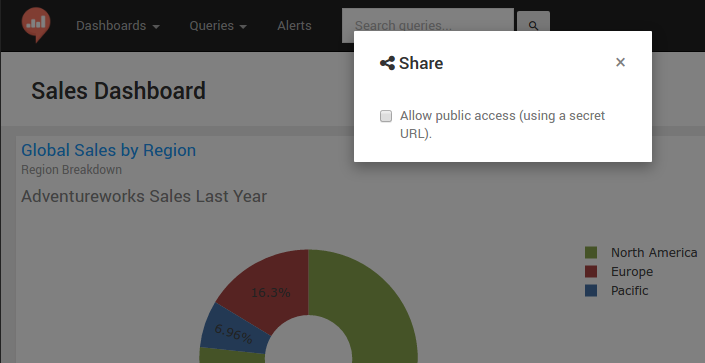 Dashboards Queries Alerts Search queries...
Share ×
Sales Dashboard
Allow public access (using a secret
URL).
Global Sales by Region
Region Breakdown
Adventureworks Sales Last Year
North America
Europe
Pacific
16.3%
6.96%